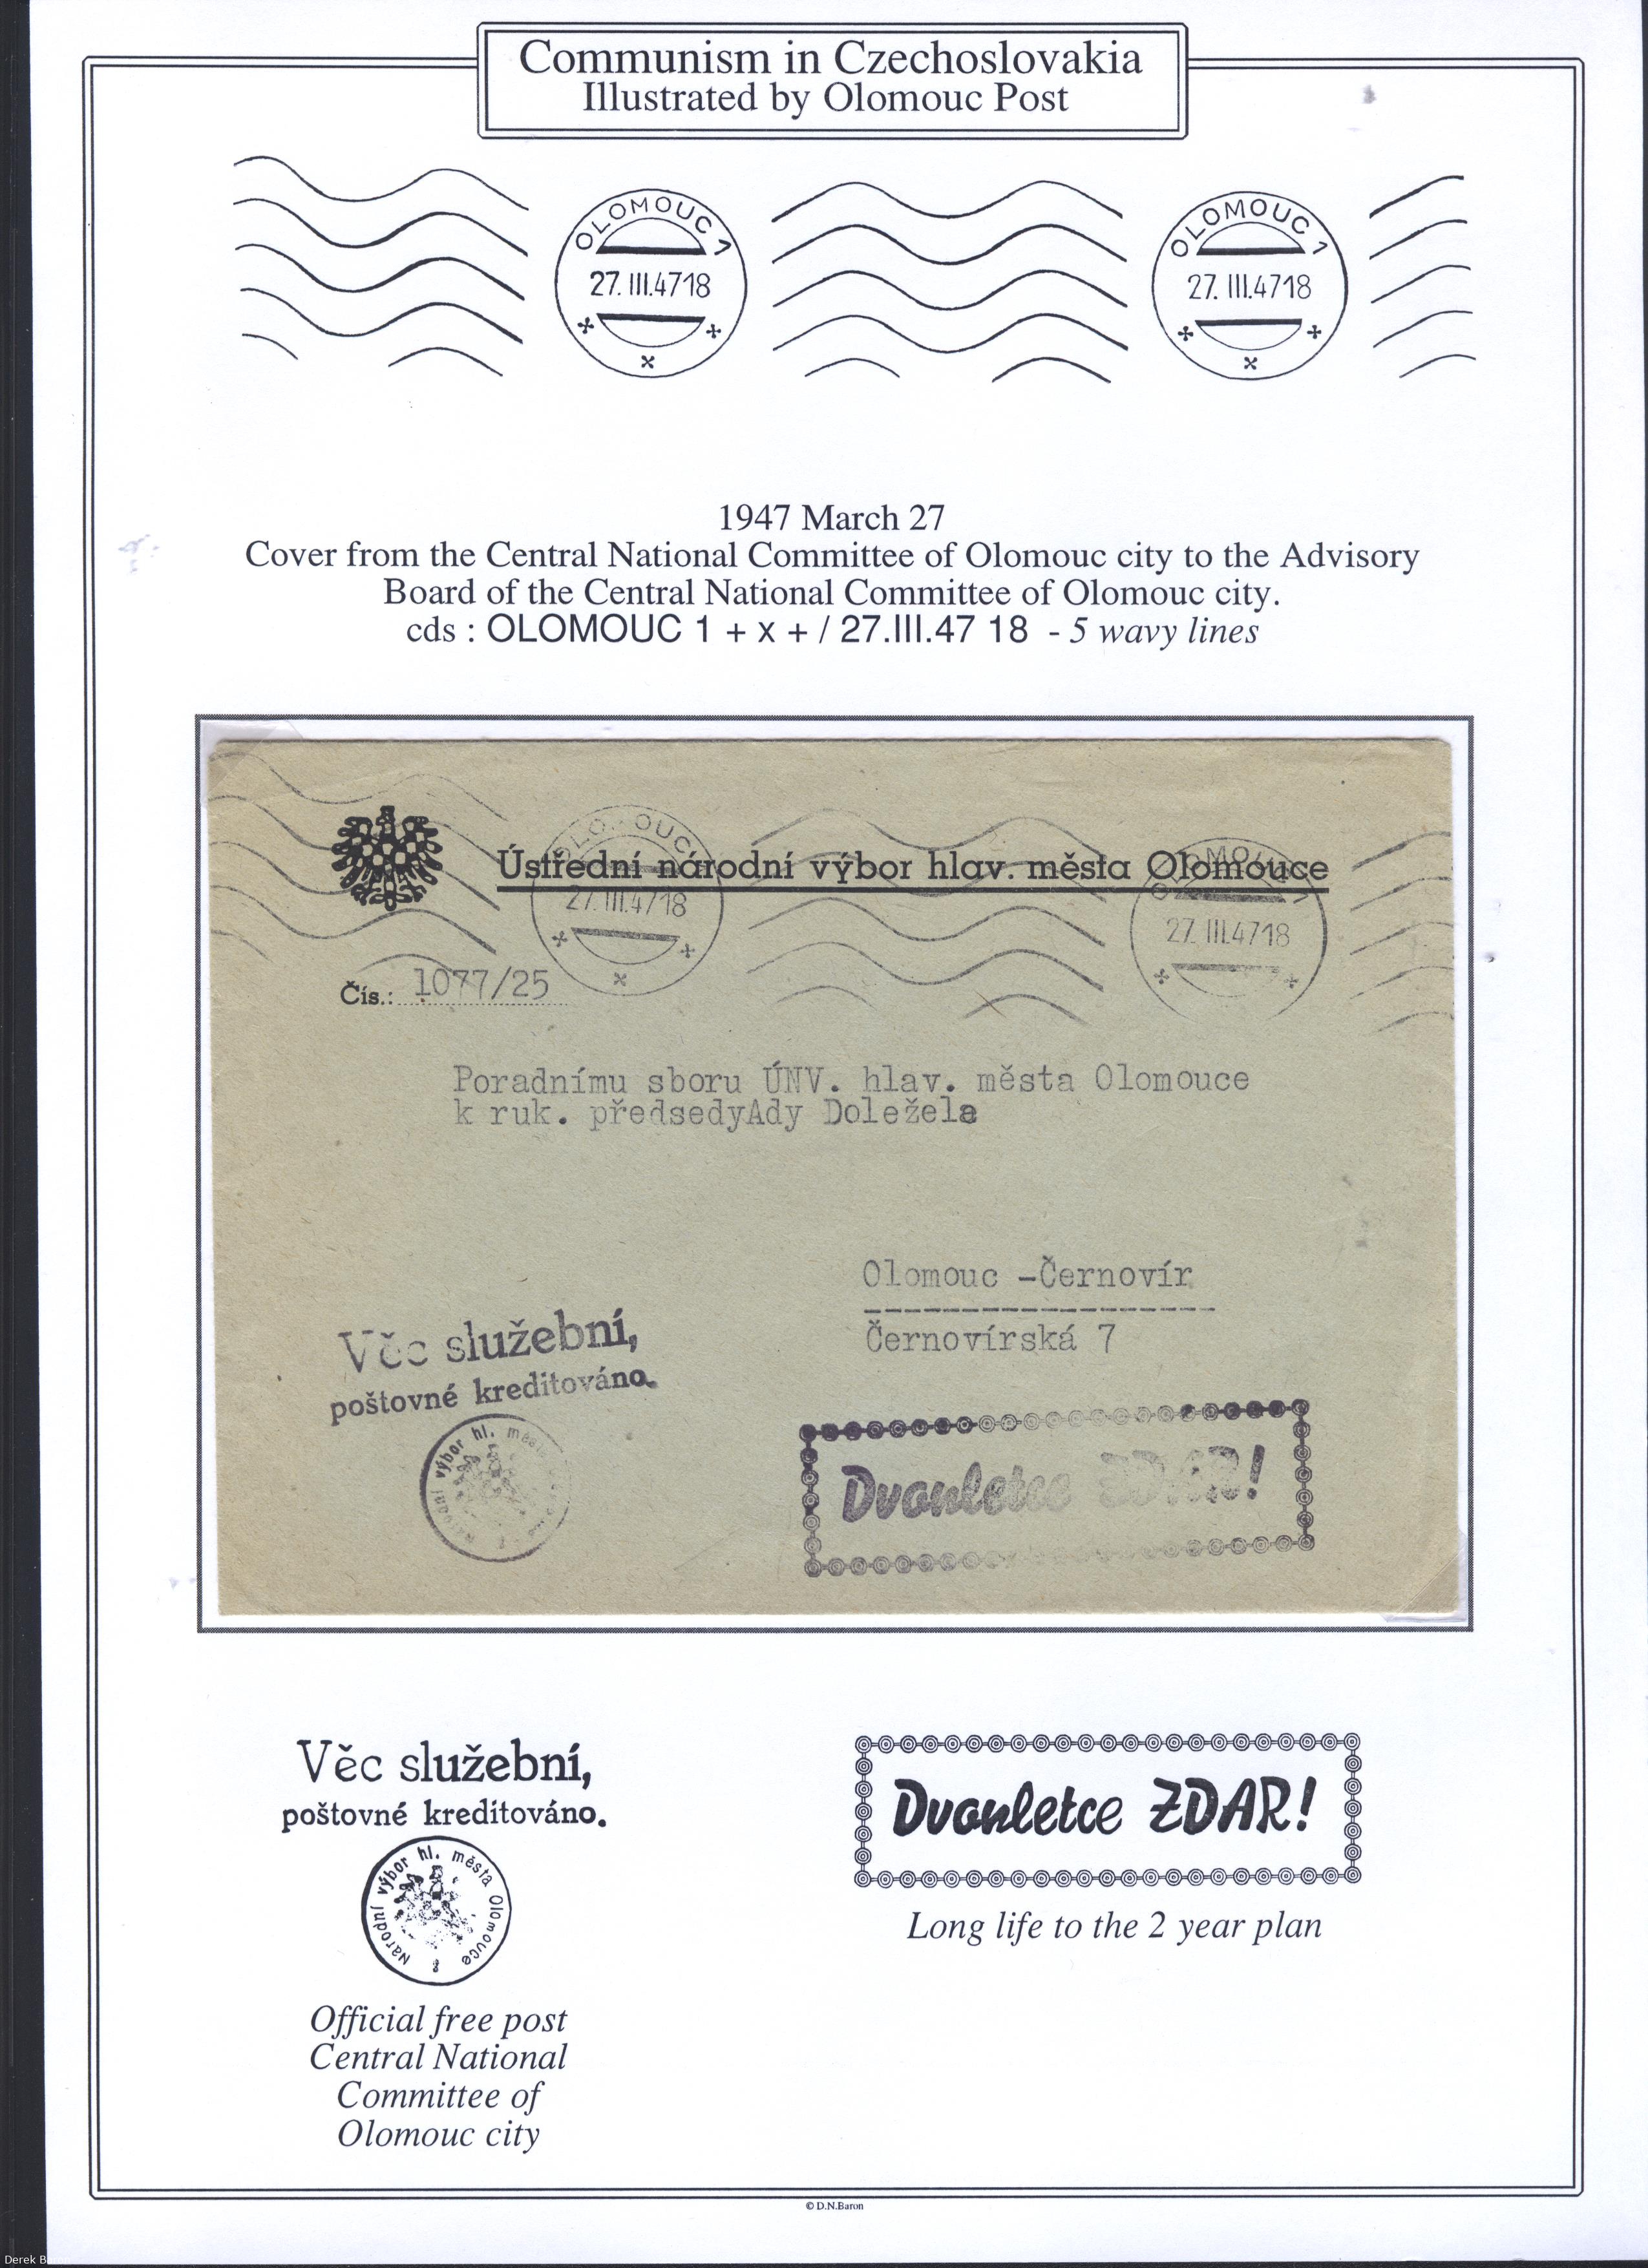 Communism in Czechoslovakia
Illustrated by Olomouc Post
OLOMOUC 1
27.III.47 18
OLOMOUC 1
27.III.47 18
1947 March 27
Cover from the Central National Committee of Olomouc city to the Advisory
Board of the Central National Committee of Olomouc city.
cds : OLOMOUC 1 + x + / 27.III.47 18 - 5 wavy lines
Ústřední národní výbor hlav. města Olomouce
27.III.47 18
27.III.47 18
Čís.: 1077/25
Poradnímu sboru ÚNV. hlav. města Olomouce
k ruk. předsedyAdy Doležela
Olomouc -Černovír
Černovírská 7
Věc služební,
poštovné kreditováno.
výbor hl. města
Dvouletce ZDAR!
Věc služební,
poštovné kreditováno.
Národní výbor hl. města Olomouce
8
Dvouletce ZDAR!
Long life to the 2 year plan
Official free post
Central National
Committee of
Olomouc city
© D.N.Baron